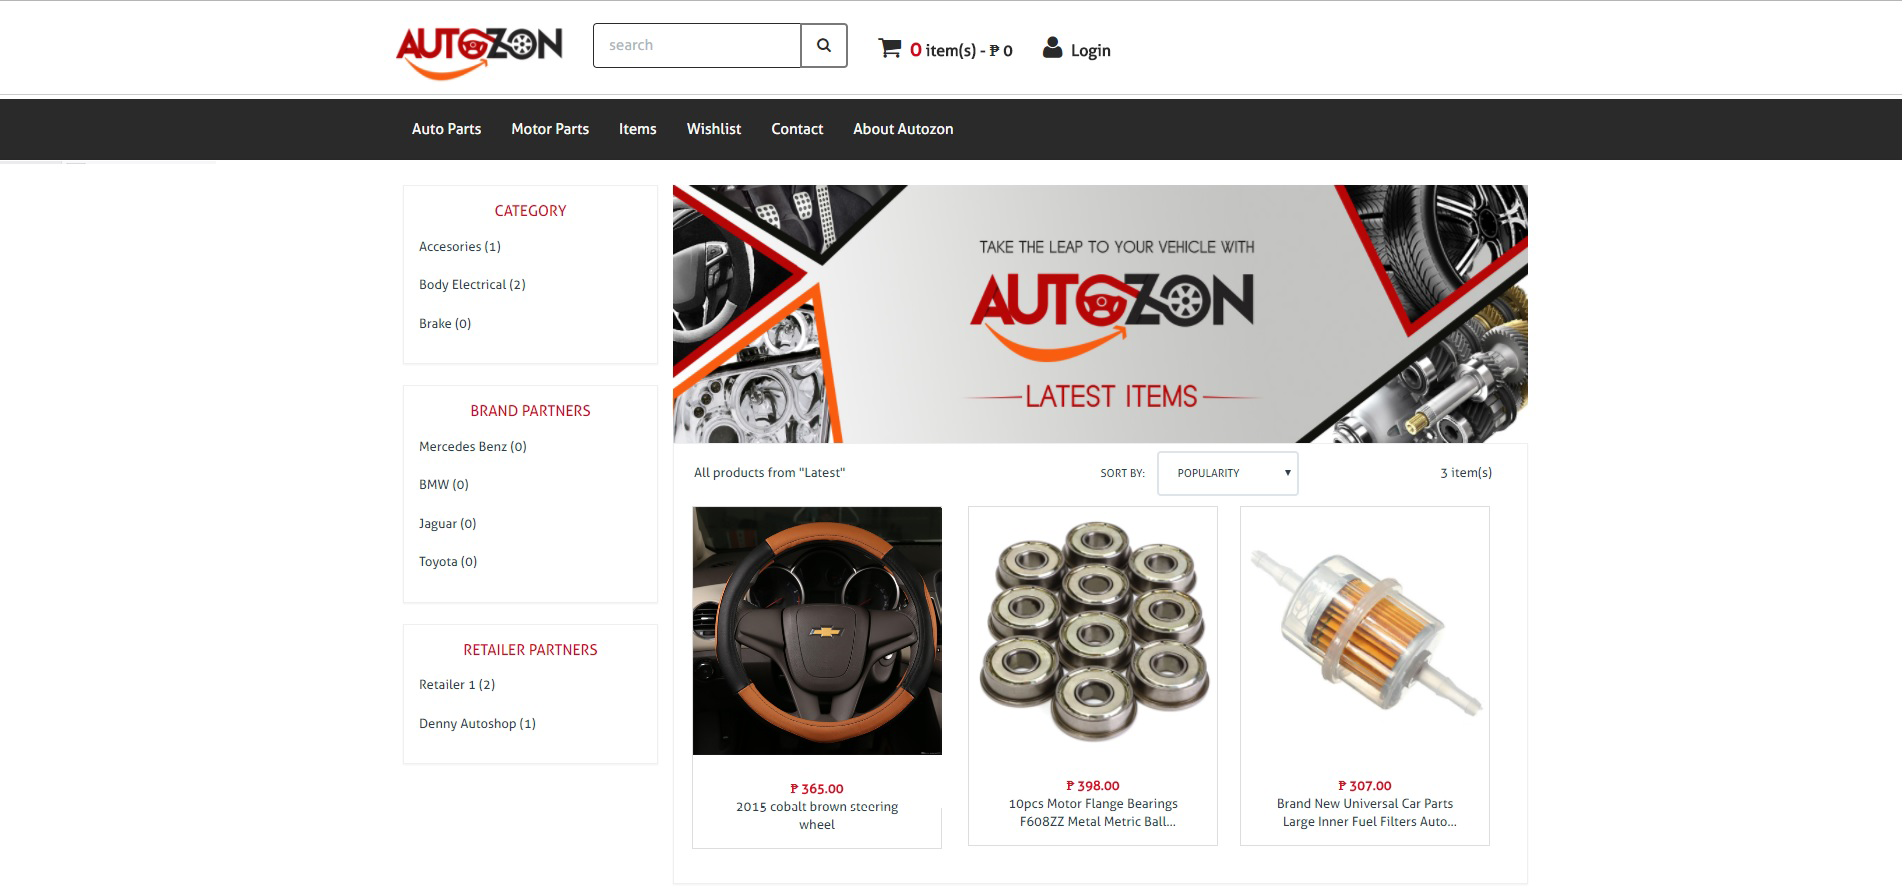 AUTOZON
search
0 item(s) - ₱ 0
Login
Auto Parts
Motor Parts
Items
Wishlist
Contact
About Autozon
CATEGORY
Accesories (1)
Body Electrical (2)
Brake (0)
BRAND PARTNERS
Mercedes Benz (0)
BMW (0)
Jaguar (0)
Toyota (0)
RETAILER PARTNERS
Retailer 1 (2)
Denny Autoshop (1)
TAKE THE LEAP TO YOUR VEHICLE WITH
AUTOZON
LATEST ITEMS
All products from "Latest"
SORT BY:
POPULARITY
3 item(s)
₱ 365.00
2015 cobalt brown steering
wheel
₱ 398.00
10pcs Motor Flange Bearings
F608ZZ Metal Metric Ball...
₱ 307.00
Brand New Universal Car Parts
Large Inner Fuel Filters Auto...